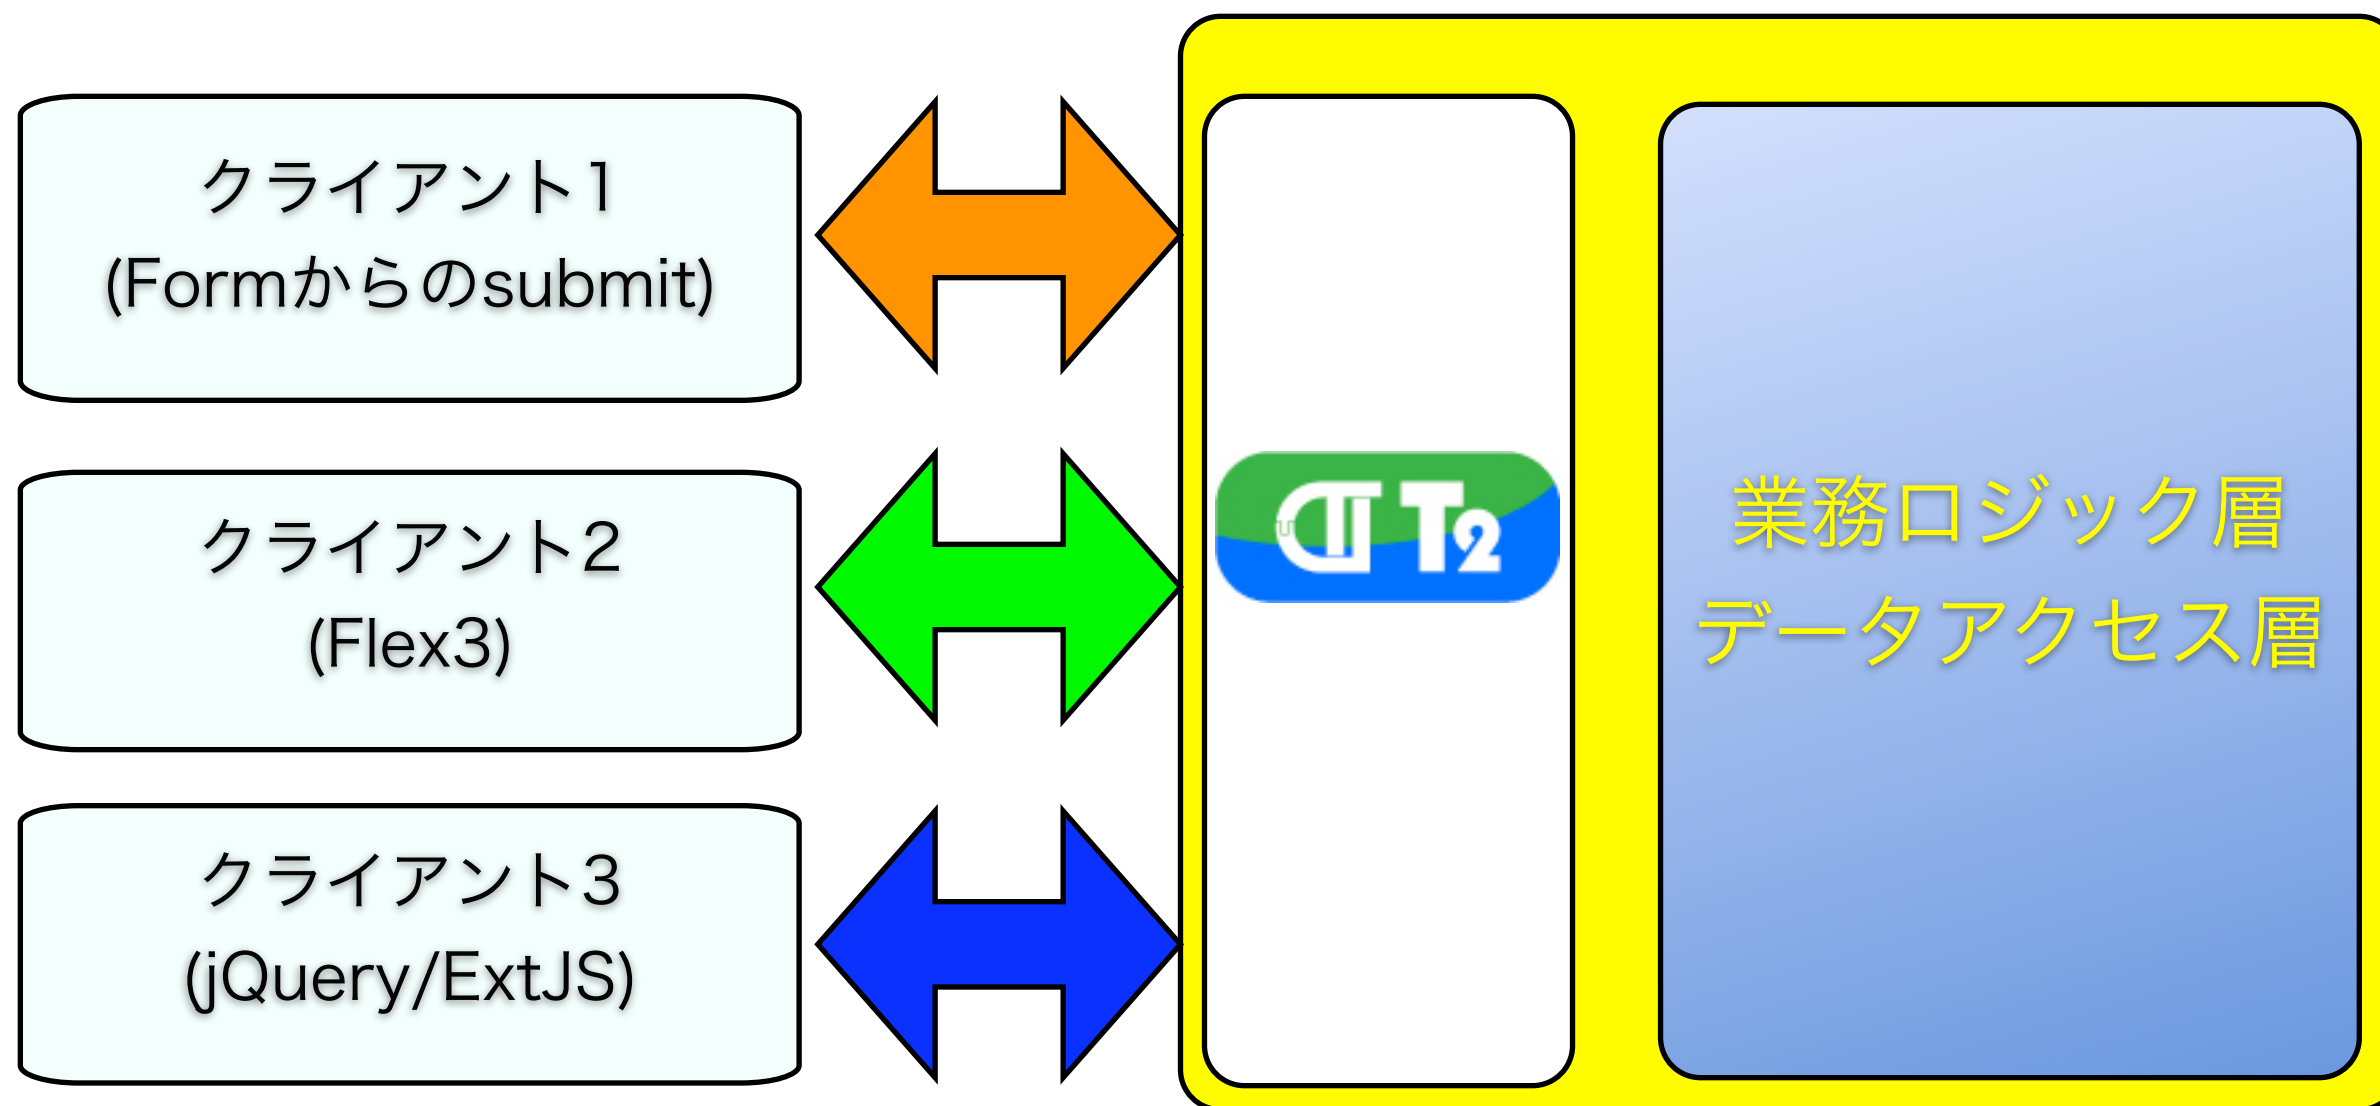 クライアント1
(Formからのsubmit)
クライアント2
(Flex3)
クライアント3
(jQuery/ExtJS)
T2
業務ロジック層
データアクセス層